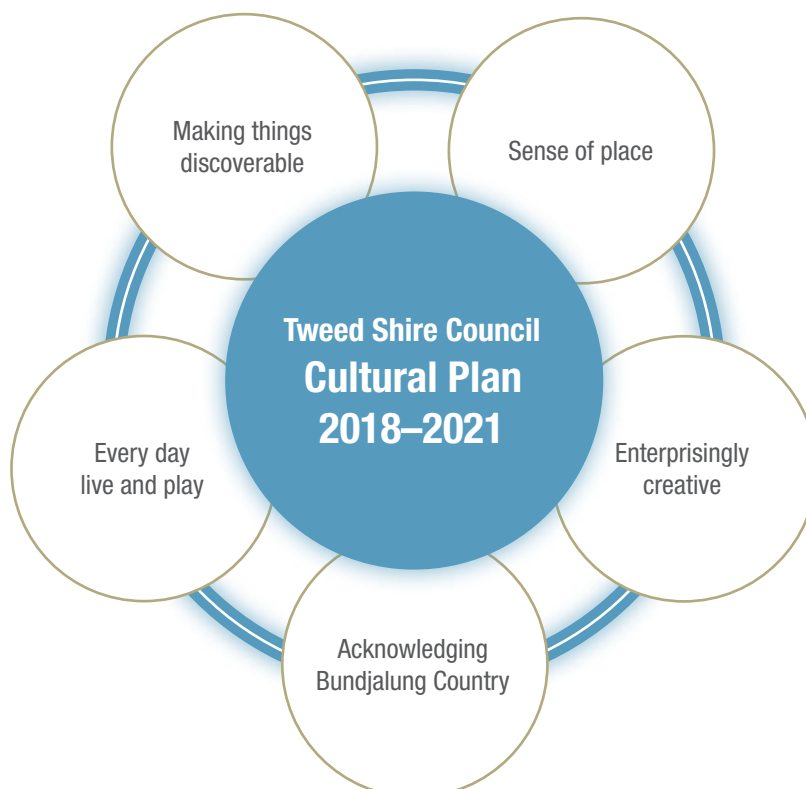 Making things
discoverable
Sense of place
Tweed Shire Council
Cultural Plan
2018–2021
Every day
live and play
Enterprisingly
creative
Acknowledging
Bundjalung Country